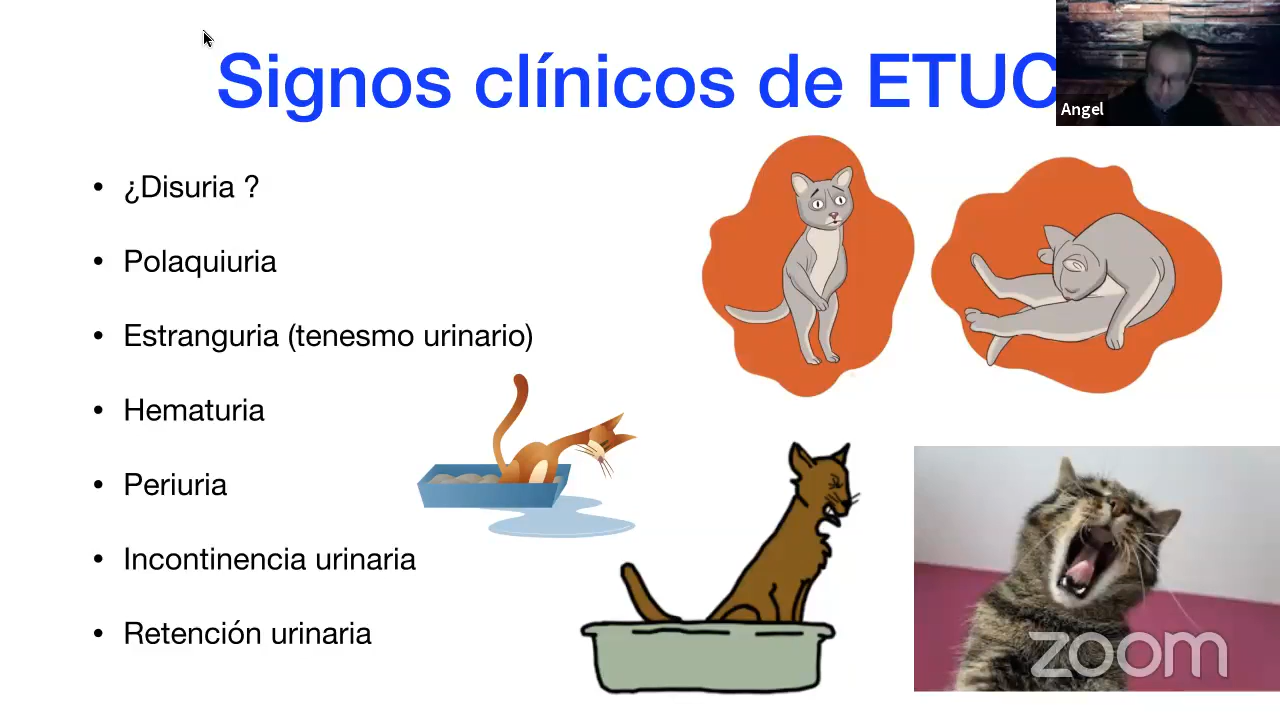 Signos clínicos de ETUC
Angel
• ¿Disuria ?
• Polaquiuria
• Estranguria (tenesmo urinario)
• Hematuria
• Periuria
• Incontinencia urinaria
• Retención urinaria
zoom